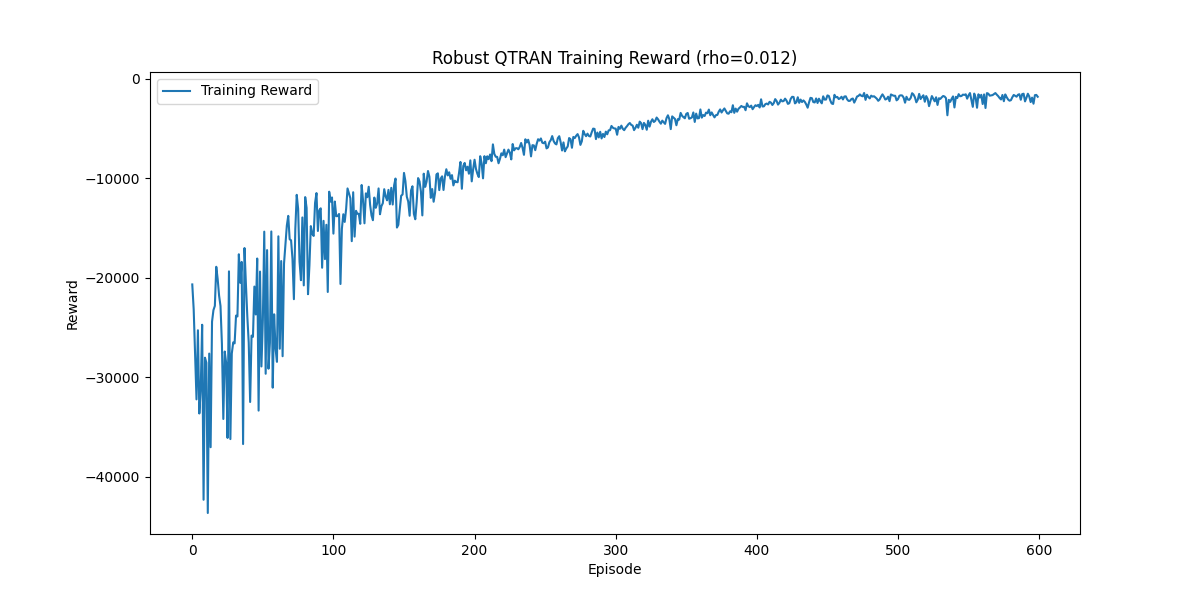 Robust QTRAN Training Reward (rho=0.012)
Training Reward
Reward
0
−10000
−20000
−30000
−40000
0 100 200 300 400 500 600
Episode